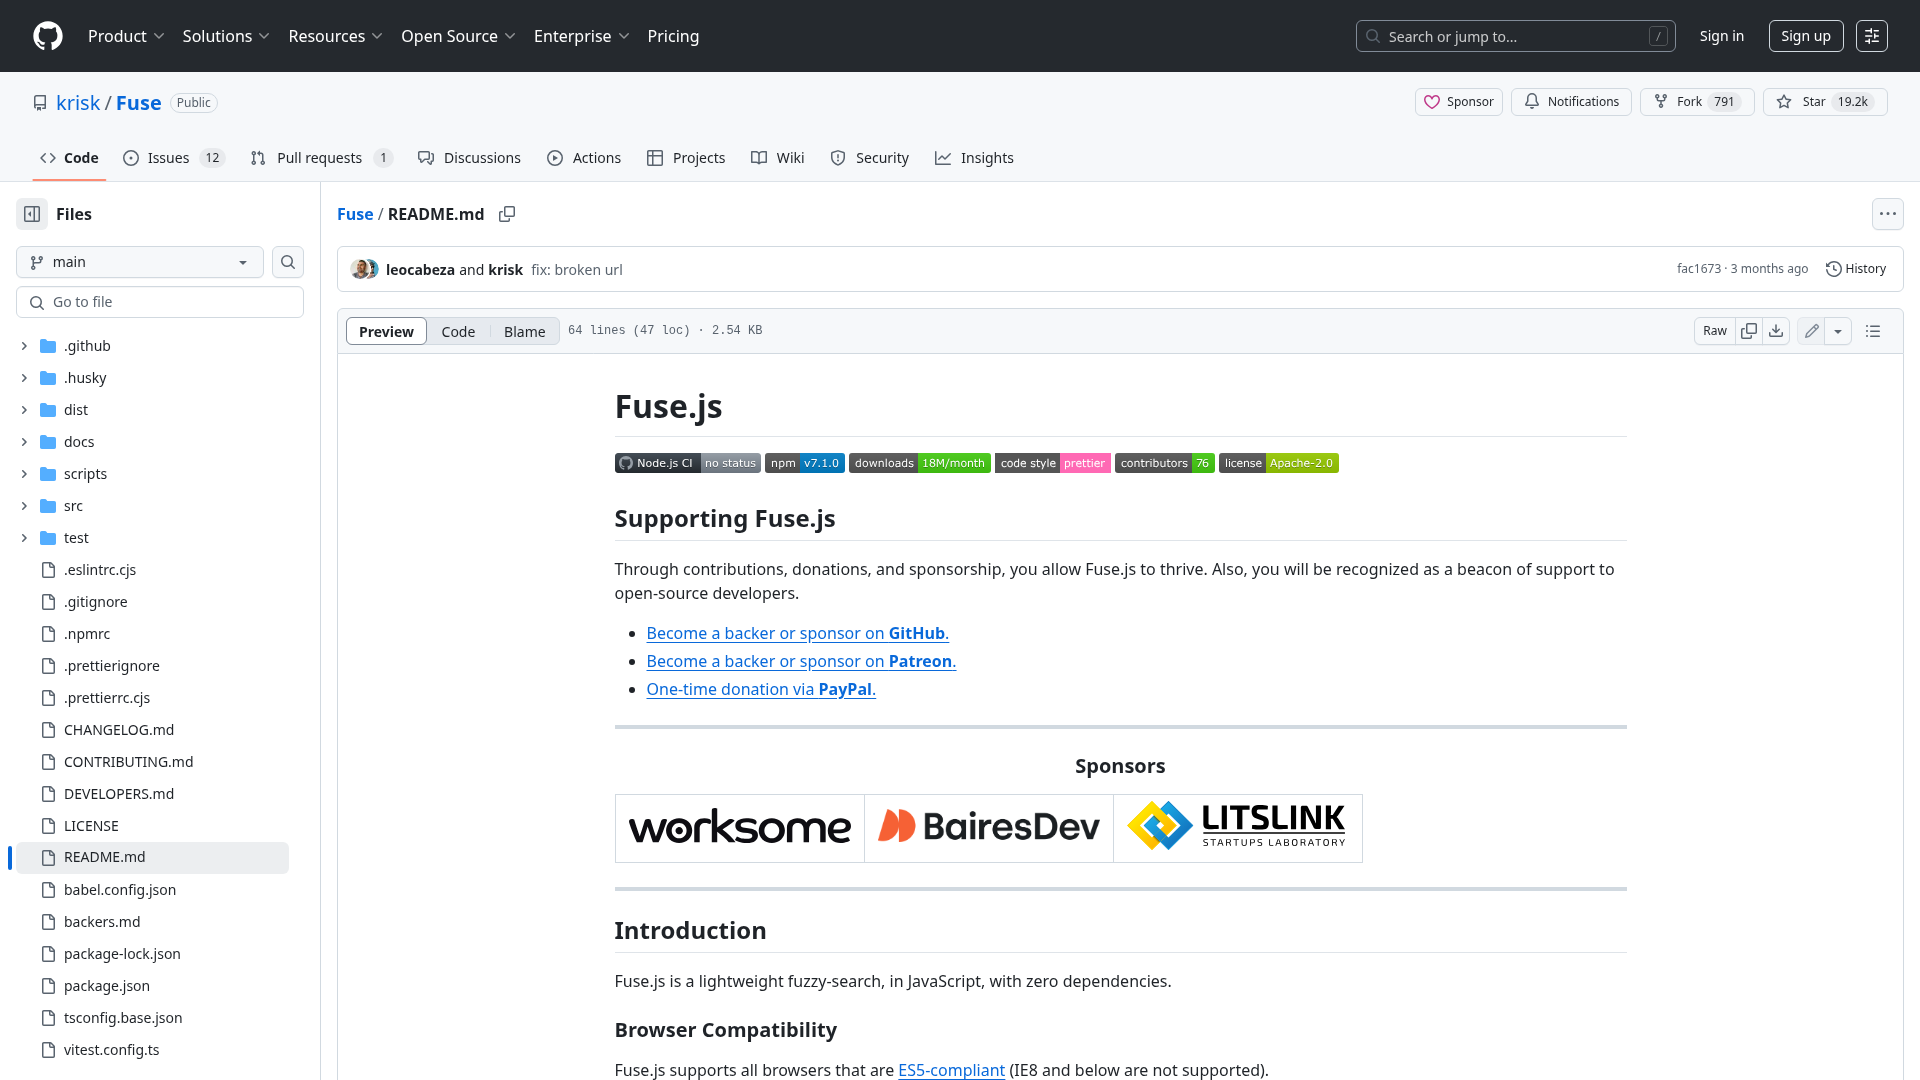 Product
Solutions
Resources
Open Source
Enterprise
Pricing
Search or jump to...
/
Sign in
Sign up
krisk / Fuse
Public
Sponsor
Notifications
Fork 791
Star 19.2k
Code
Issues 12
Pull requests 1
Discussions
Actions
Projects
Wiki
Security
Insights
Files
main
Go to file
.github
.husky
dist
docs
scripts
src
test
.eslintrc.cjs
.gitignore
.npmrc
.prettierignore
.prettierrc.cjs
CHANGELOG.md
CONTRIBUTING.md
DEVELOPERS.md
LICENSE
README.md
babel.config.json
backers.md
package-lock.json
package.json
tsconfig.base.json
vitest.config.ts
Fuse / README.md
leocabeza and krisk fix: broken url
fac1673 · 3 months ago
History
Preview
Code
Blame
64 lines (47 loc) · 2.54 KB
Raw
Fuse.js
Node.js CI no status
npm v7.1.0
downloads 18M/month
code style prettier
contributors 76
license Apache-2.0
Supporting Fuse.js
Through contributions, donations, and sponsorship, you allow Fuse.js to thrive. Also, you will be recognized as a beacon of support to
open-source developers.
Become a backer or sponsor on GitHub.
Become a backer or sponsor on Patreon.
One-time donation via PayPal.
Sponsors
worksome
BairesDev
LITSLINK
STARTUPS LABORATORY
Introduction
Fuse.js is a lightweight fuzzy-search, in JavaScript, with zero dependencies.
Browser Compatibility
Fuse.js supports all browsers that are ES5-compliant (IE8 and below are not supported).